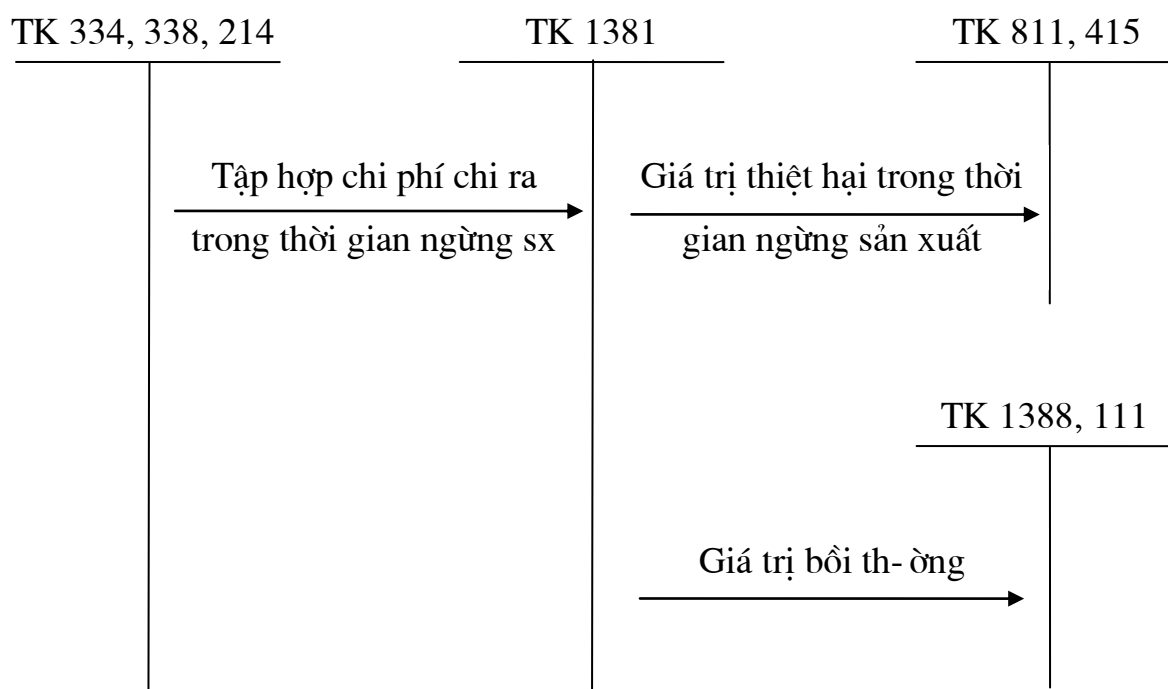 TK 334, 338, 214
TK 1381
TK 811, 415
Tập hợp chi phí chi ra
trong thời gian ngừng sx
Giá trị thiệt hại trong thời
gian ngừng sản xuất
TK 1388, 111
Giá trị bồi th- ờng